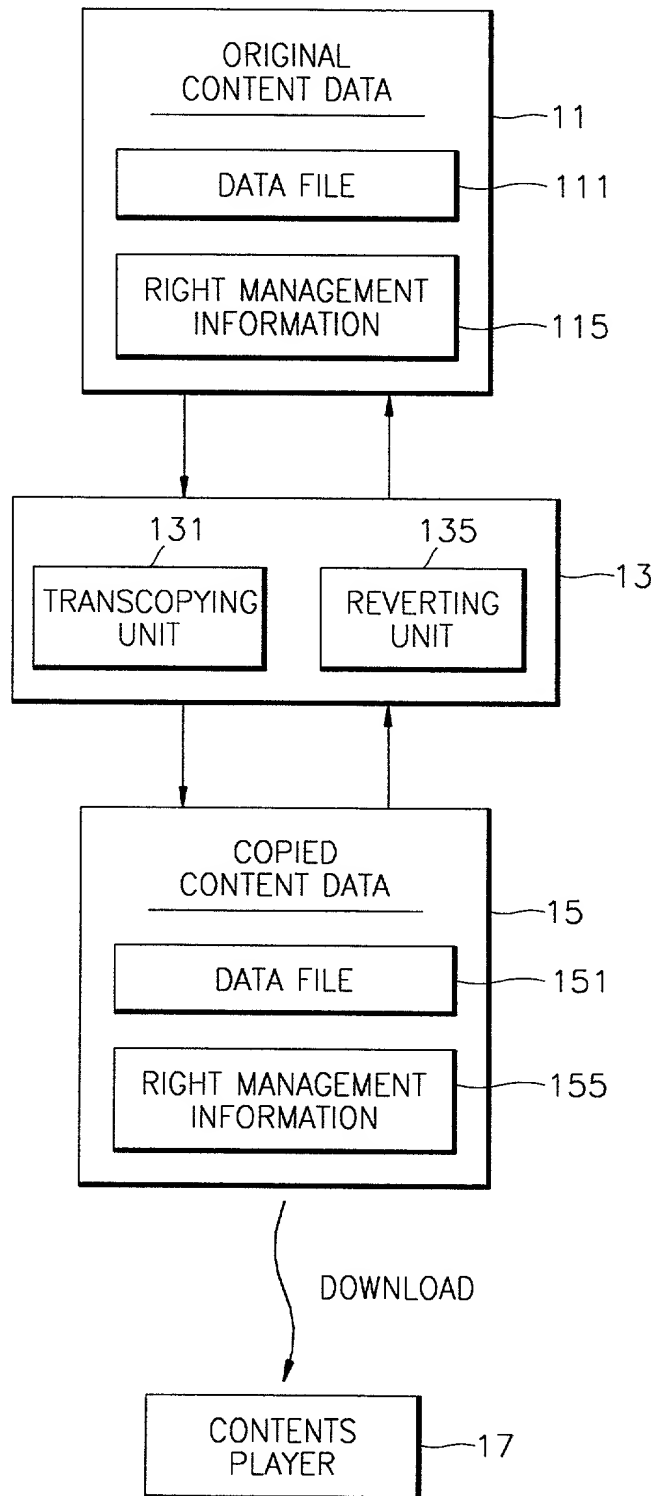 ORIGINAL
CONTENT DATA
11
DATA FILE
111
RIGHT MANAGEMENT
INFORMATION
115
131
135
TRANSCOPYING
UNIT
REVERTING
UNIT
13
COPIED
CONTENT DATA
15
DATA FILE
151
RIGHT MANAGEMENT
INFORMATION
155
DOWNLOAD
CONTENTS
PLAYER
17